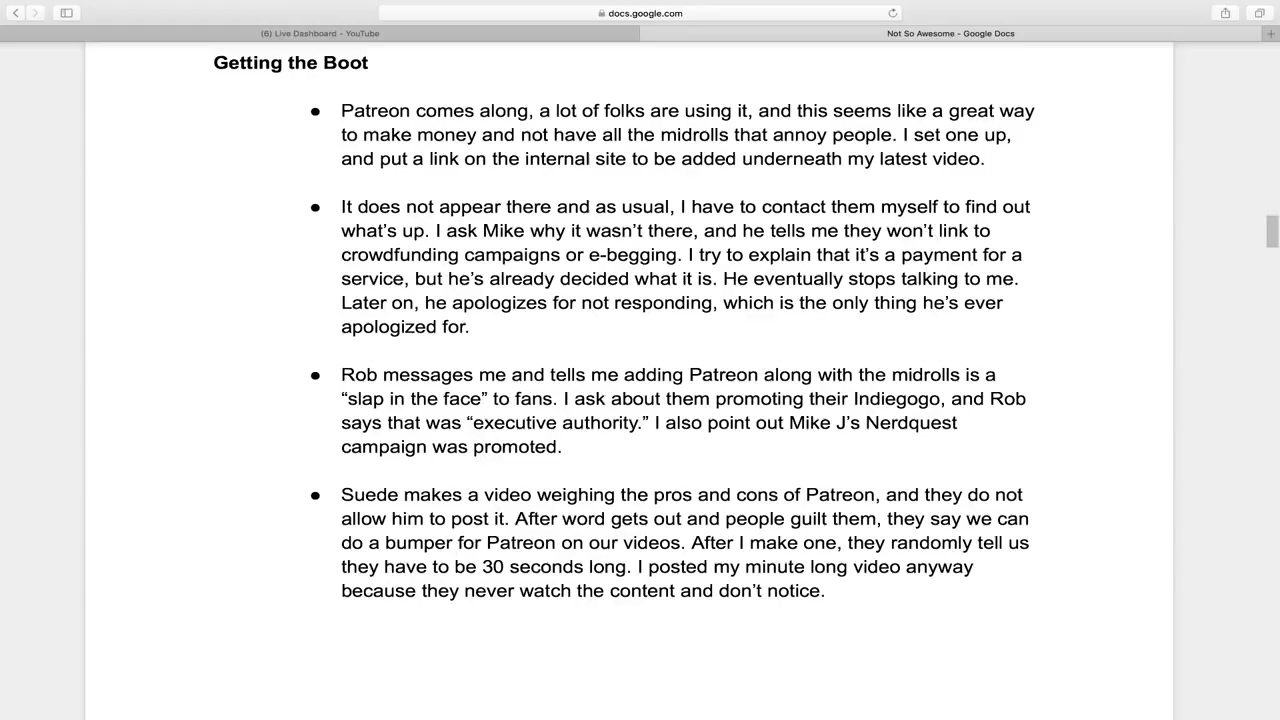 docs.google.com
(6) Live Dashboard - YouTube
Not So Awesome - Google Docs
Getting the Boot
● Patreon comes along, a lot of folks are using it, and this seems like a great way
to make money and not have all the midrolls that annoy people. I set one up,
and put a link on the internal site to be added underneath my latest video.
● It does not appear there and as usual, I have to contact them myself to find out
what’s up. I ask Mike why it wasn’t there, and he tells me they won’t link to
crowdfunding campaigns or e-begging. I try to explain that it’s a payment for a
service, but he’s already decided what it is. He eventually stops talking to me.
Later on, he apologizes for not responding, which is the only thing he’s ever
apologized for.
● Rob messages me and tells me adding Patreon along with the midrolls is a
“slap in the face” to fans. I ask about them promoting their Indiegogo, and Rob
says that was “executive authority.” I also point out Mike J’s Nerdquest
campaign was promoted.
● Suede makes a video weighing the pros and cons of Patreon, and they do not
allow him to post it. After word gets out and people guilt them, they say we can
do a bumper for Patreon on our videos. After I make one, they randomly tell us
they have to be 30 seconds long. I posted my minute long video anyway
because they never watch the content and don’t notice.